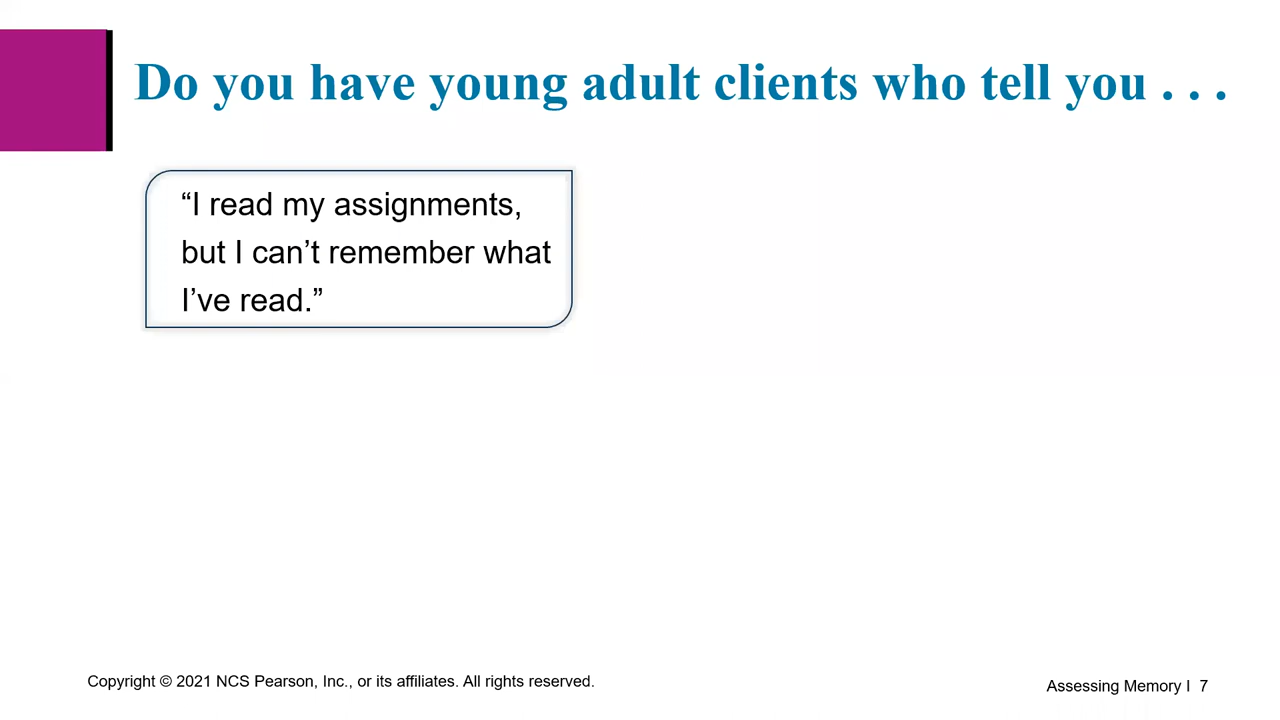 Do you have young adult clients who tell you . . .
“I read my assignments,
but I can’t remember what
I’ve read.”
Copyright © 2021 NCS Pearson, Inc., or its affiliates. All rights reserved.
Assessing Memory I 7